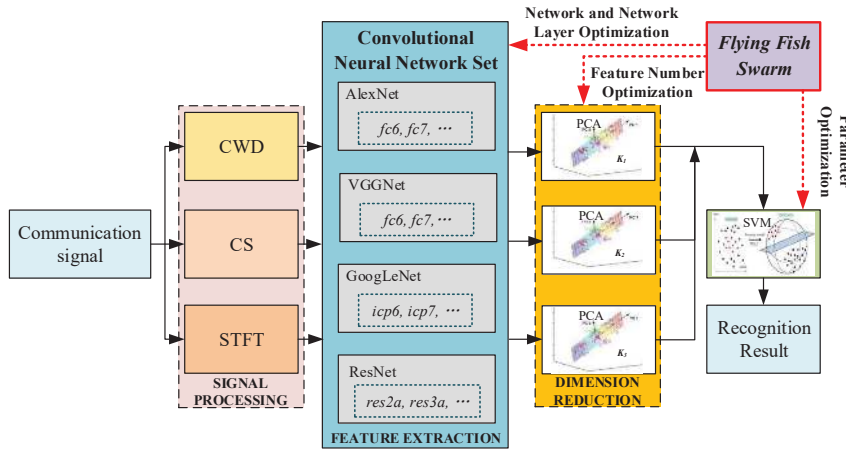 Communication
signal
CWD
CS
STFT
SIGNAL
PROCESSING
Convolutional
Neural Network Set
AlexNet
fc6, fc7, ···
VGGNet
fc6, fc7, ···
GoogLeNet
icp6, icp7, ···
ResNet
res2a, res3a, ···
FEATURE EXTRACTION
Network and Network
Layer Optimization
Feature Number
Optimization
Flying Fish
Swarm
Parameter
Optimization
PCA
K1
PCA
K2
PCA
K3
DIMENSION
REDUCTION
SVM
Recognition
Result